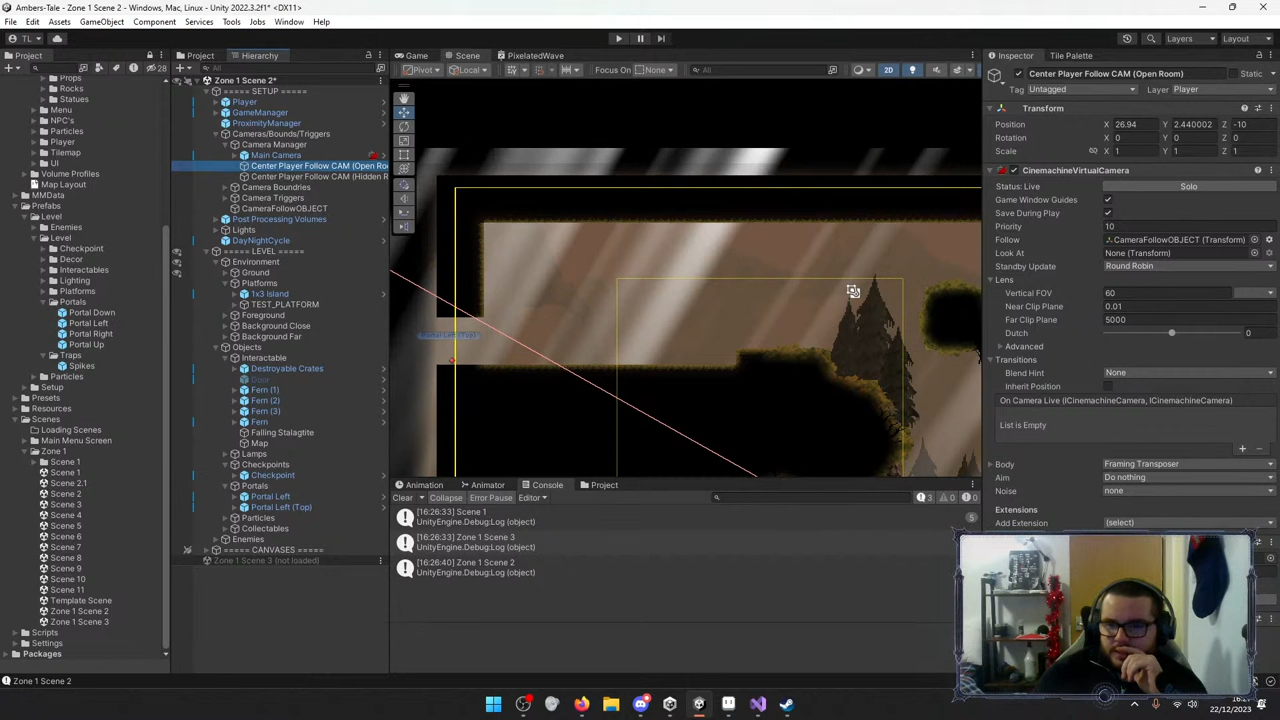 Ambers-Tale - Zone 1 Scene 2 - Windows, Mac, Linux - Unity 2022.3.2f1* <DX11>
File Edit Assets GameObject Component Services Tools Jobs Window Help
TL
Layers Layout
Project
28
Props
Rocks
Statues
Menu
NPC's
Particles
Player
Tilemap
UI
Volume Profiles
Map Layout
MMData
Prefabs
Level
Enemies
Level
Checkpoint
Decor
Interactables
Lighting
Platforms
Portals
Portal Down
Portal Left
Portal Right
Portal Up
Traps
Spikes
Particles
Setup
Presets
Resources
Scenes
Loading Scenes
Main Menu Screen
Zone 1
Scene 1
Scene 1
Scene 2.1
Scene 3
Scene 4
Scene 5
Scene 6
Scene 7
Scene 8
Scene 9
Scene 10
Scene 11
Template Scene
Zone 1 Scene 2
Zone 1 Scene 3
Scripts
Settings
Packages
Project Hierarchy
All
Zone 1 Scene 2*
===== SETUP =====
Player
GameManager
ProximityManager
Cameras/Bounds/Triggers
Camera Manager
Main Camera
Center Player Follow CAM (Open Roo
Center Player Follow CAM (Hidden R
Camera Boundries
Camera Triggers
CameraFollowOBJECT
Post Processing Volumes
Lights
DayNightCycle
===== LEVEL =====
Environment
Ground
Platforms
1x3 Island
TEST_PLATFORM
Foreground
Background Close
Background Far
Objects
Interactable
Destroyable Crates
Door
Fern (1)
Fern (2)
Fern (3)
Fern
Falling Stalagtite
Map
Lamps
Checkpoints
Checkpoint
Portals
Portal Left
Portal Left (Top)
Particles
Collectables
Enemies
===== CANVASES =====
Zone 1 Scene 3 (not loaded)
Game Scene PixelatedWave
Pivot Local Focus On None All 2D
Portal Left (Top)
Animation Animator Console Project
Clear Collapse Error Pause Editor 3 0 0
[16:26:33] Scene 1
UnityEngine.Debug:Log (object)
5
[16:26:33] Zone 1 Scene 3
UnityEngine.Debug:Log (object)
[16:26:40] Zone 1 Scene 2
UnityEngine.Debug:Log (object)
Inspector Tile Palette
Center Player Follow CAM (Open Room) Static
Tag Untagged Layer Player
Transform
Position X 26.94 Y 2.440002 Z -10
Rotation X 0 Y 0 Z 0
Scale X 1 Y 1 Z 1
CinemachineVirtualCamera
Status: Live Solo
Game Window Guides
Save During Play
Priority 10
Follow CameraFollowOBJECT (Transform)
Look At None (Transform)
Standby Update Round Robin
Lens
Vertical FOV 60
Near Clip Plane 0.01
Far Clip Plane 5000
Dutch 0
Advanced
Transitions
Blend Hint None
Inherit Position
On Camera Live (ICinemachineCamera, ICinemachineCamera)
List is Empty
Body Framing Transposer
Aim Do nothing
Noise none
Extensions
Add Extension (select)
Zone 1 Scene 2
22/12/2023